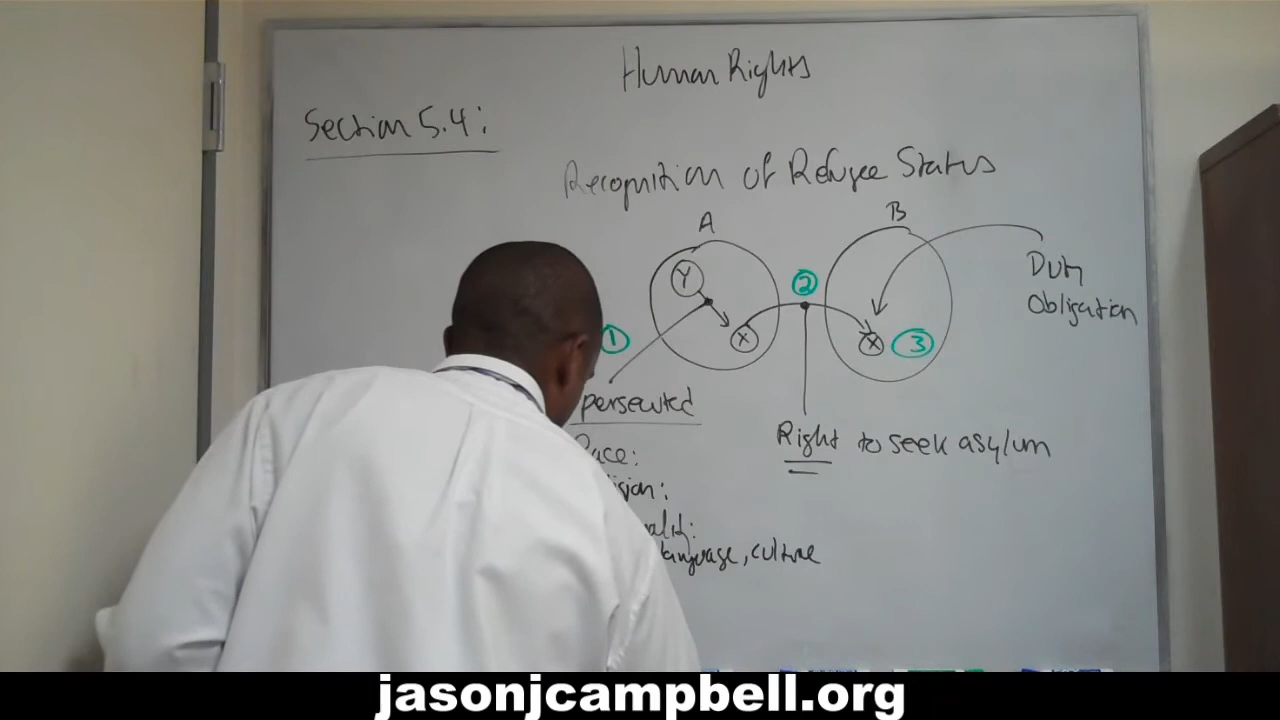 Human Rights
Section 5.4:
Recognition of Refugee Status
A
B
Y
Duty
Obligation
2
1
X
X
3
persecuted
Right to seek asylum
Race:
language, culture
jasonjcampbell.org